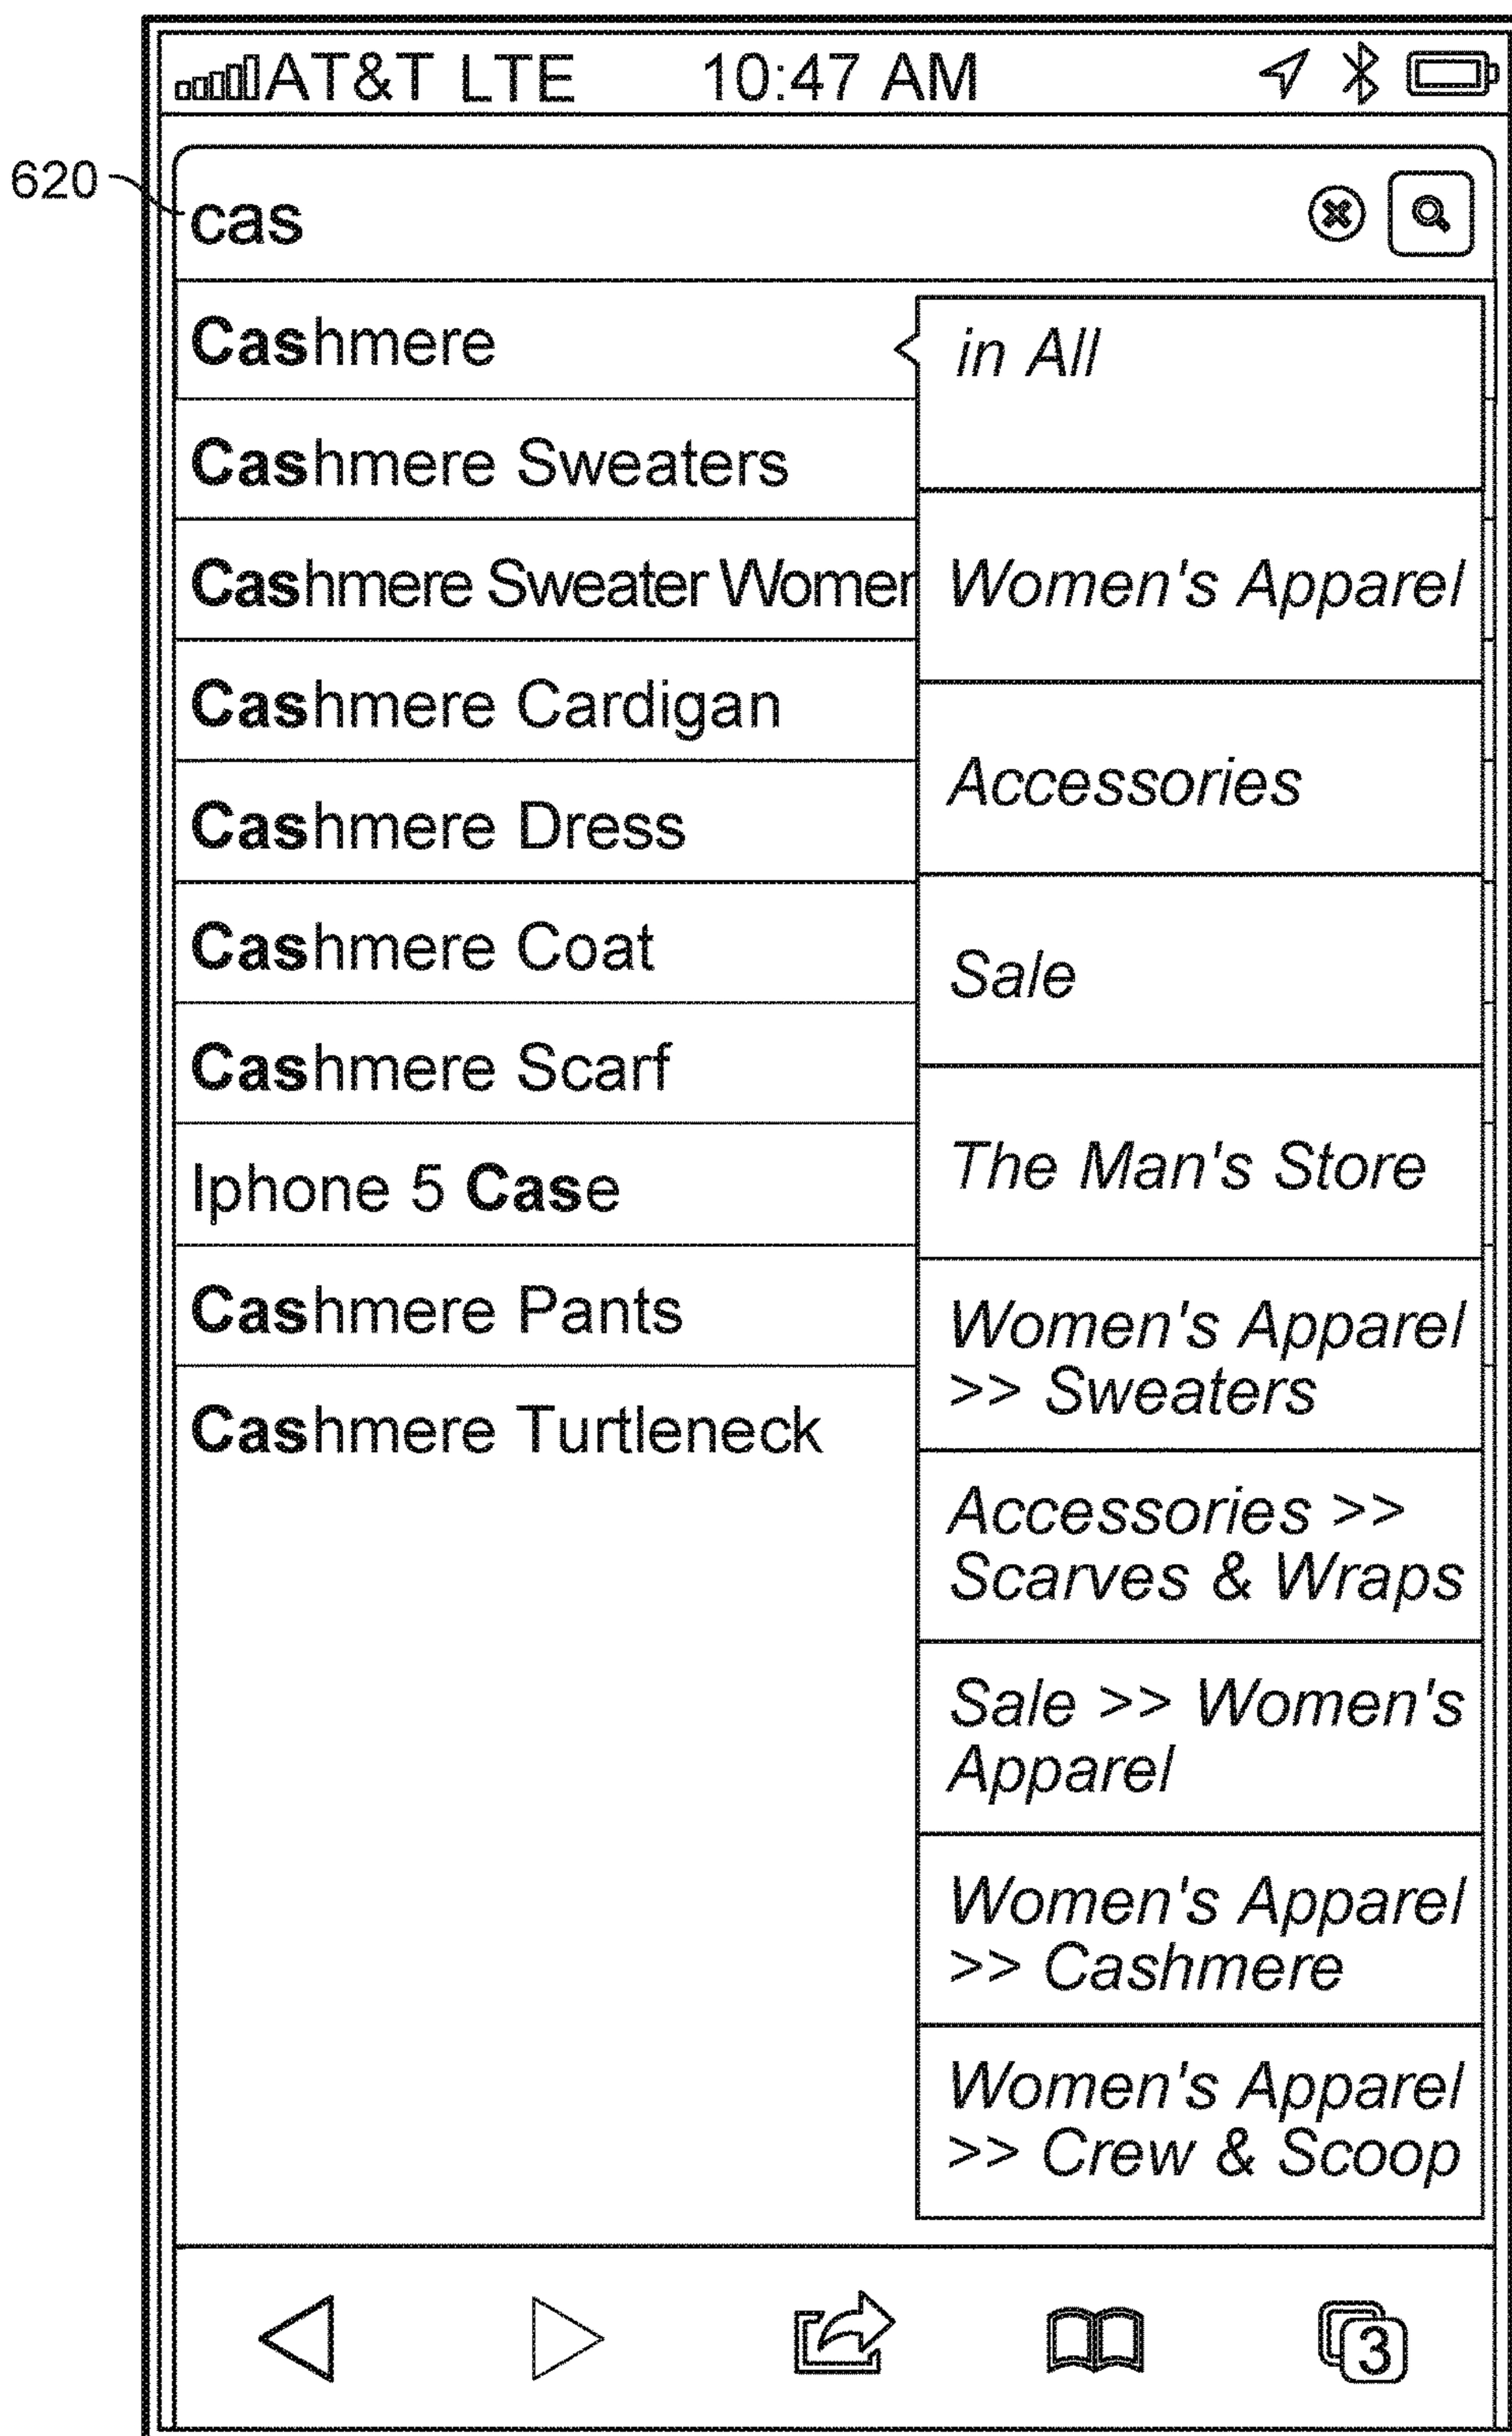 AT&T LTE 10:47 AM
620
cas
Cashmere
Cashmere Sweaters
Cashmere Sweater Women
Cashmere Cardigan
Cashmere Dress
Cashmere Coat
Cashmere Scarf
Iphone 5 Case
Cashmere Pants
Cashmere Turtleneck
in All
Women's Apparel
Accessories
Sale
The Man's Store
Women's Apparel
>> Sweaters
Accessories >>
Scarves & Wraps
Sale >> Women's
Apparel
Women's Apparel
>> Cashmere
Women's Apparel
>> Crew & Scoop
3